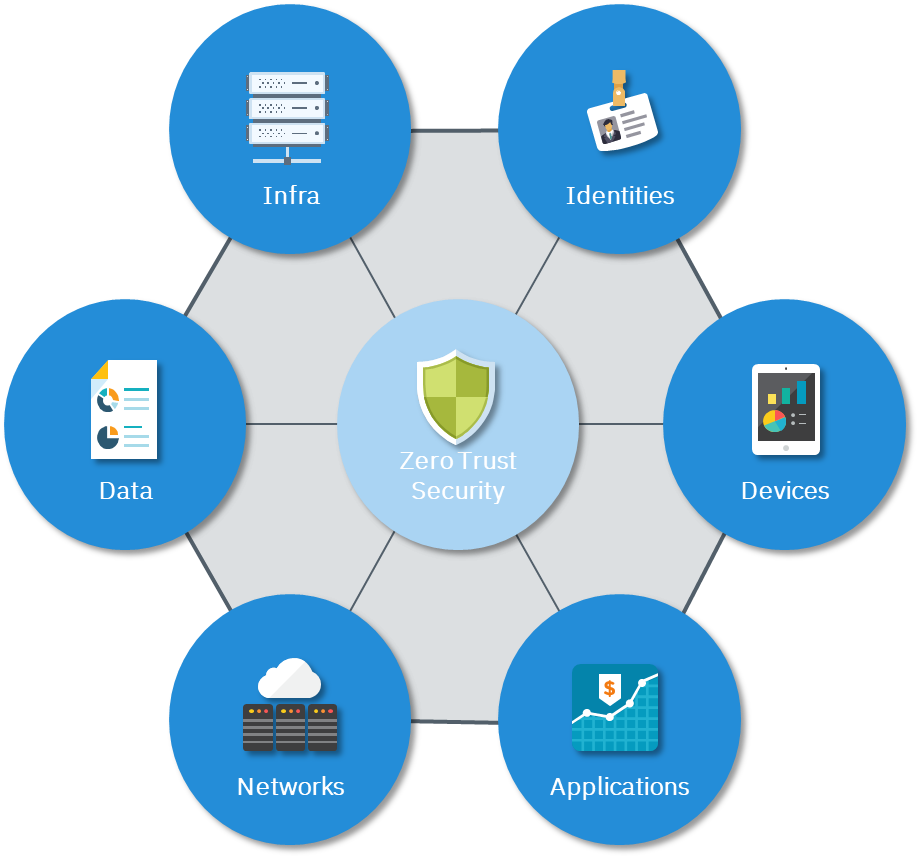 Infra
Identities
Data
Zero Trust
Security
Devices
Networks
$
Applications